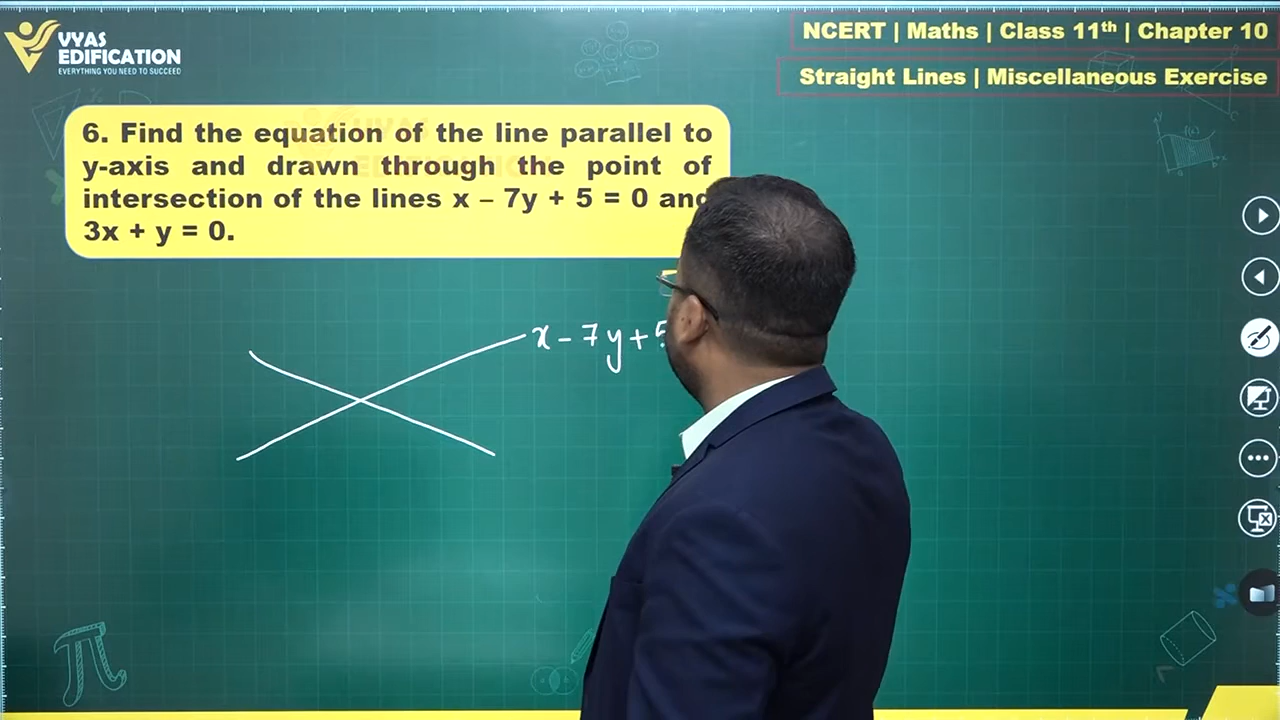 VYAS
EDIFICATION
EVERYTHING YOU NEED TO SUCCEED
NCERT | Maths | Class 11th | Chapter 10
Straight Lines | Miscellaneous Exercise
6. Find the equation of the line parallel to
y-axis and drawn through the point of
intersection of the lines x – 7y + 5 = 0 and
3x + y = 0.
x - 7y + 5